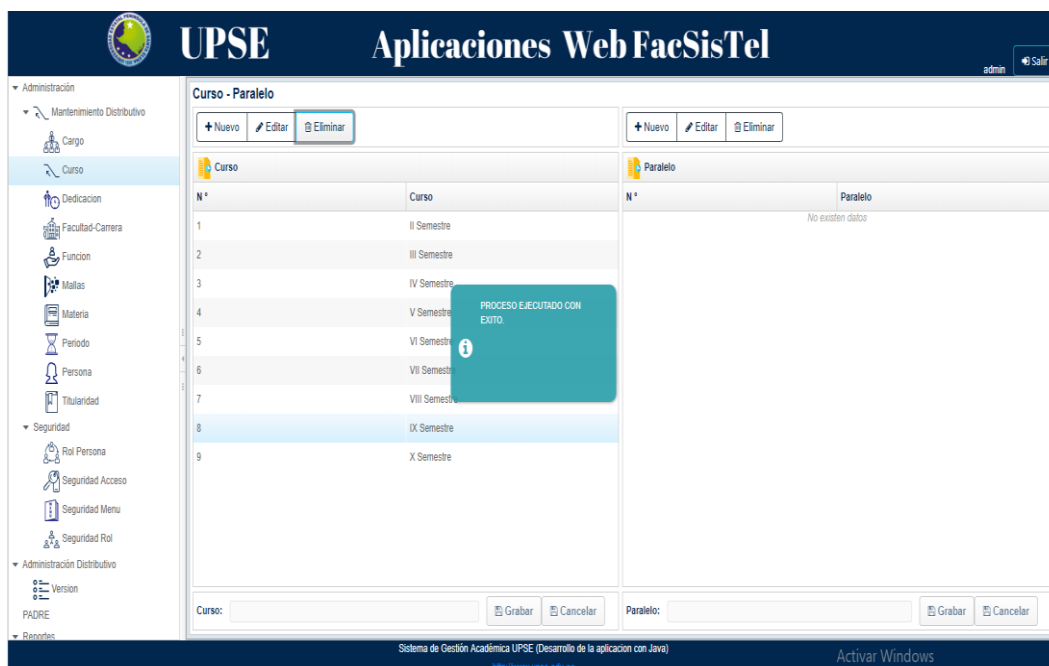 UPSE
Aplicaciones Web FacSisTel
admin
Salir
Administración
Mantenimiento Distributivo
Cargo
Curso
Dedicacion
Facultad-Carrera
Funcion
Mallas
Materia
Periodo
Persona
Titularidad
Seguridad
Rol Persona
Seguridad Acceso
Seguridad Menu
Seguridad Rol
Administración Distributivo
Version
PADRE
Reportes
Curso - Paralelo
Nuevo Editar Eliminar
Curso
N ° Curso
1 II Semestre
2 III Semestre
3 IV Semestre
4 V Semestre
5 VI Semestre
6 VII Semestre
7 VIII Semestre
8 IX Semestre
9 X Semestre
PROCESO EJECUTADO CON
EXITO.
Curso: Grabar Cancelar
Nuevo Editar Eliminar
Paralelo
N ° Paralelo
No existen datos
Paralelo: Grabar Cancelar
Sistema de Gestión Académica UPSE (Desarrollo de la aplicacion con Java)
Activar Windows